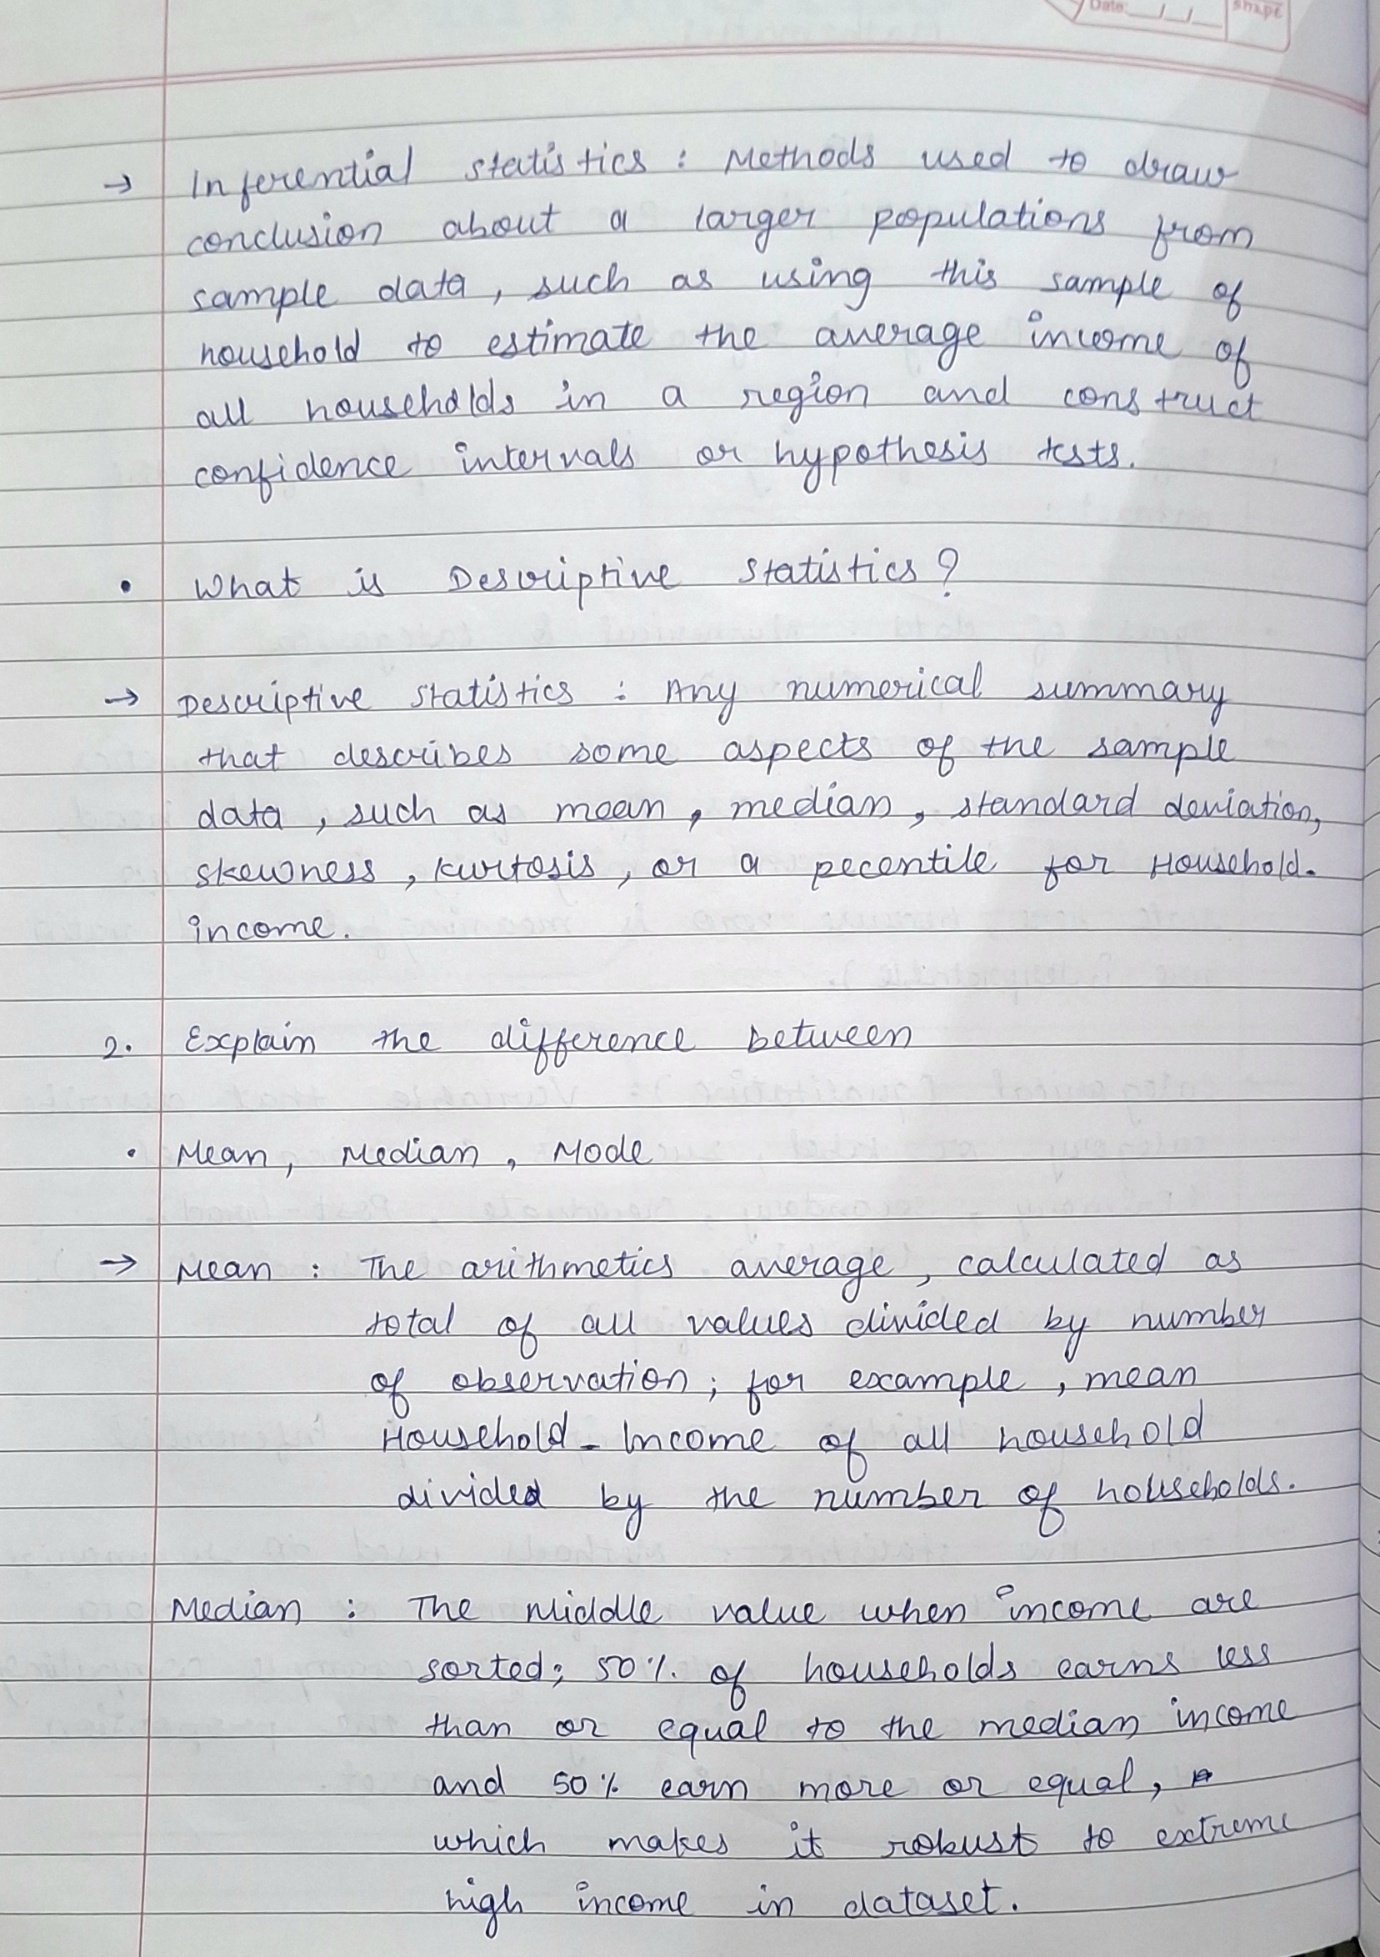 Date: __/__/__
shape
→ Inferential statistics : Methods used to draw
conclusion about a larger populations from
sample data, such as using this sample of
household to estimate the average income of
all households in a region and construct
confidence intervals or hypothesis tests.
• What is Descriptive statistics?
→ Descriptive statistics : Any numerical summary
that describes some aspects of the sample
data, such as mean, median, standard deviation,
skewness, kurtosis, or a pecentile for Household-
income.
2. Explain the difference between
• Mean, Median, Mode
→ Mean : The arithmetics average, calculated as
total of all values divided by number
of observation; for example, mean
Household-Income of all household
divided by the number of households.
Median : The Middle value when income are
sorted; 50% of households earns less
than or equal to the median income
and 50% earn more or equal,
which makes it robust to extreme
high income in dataset.